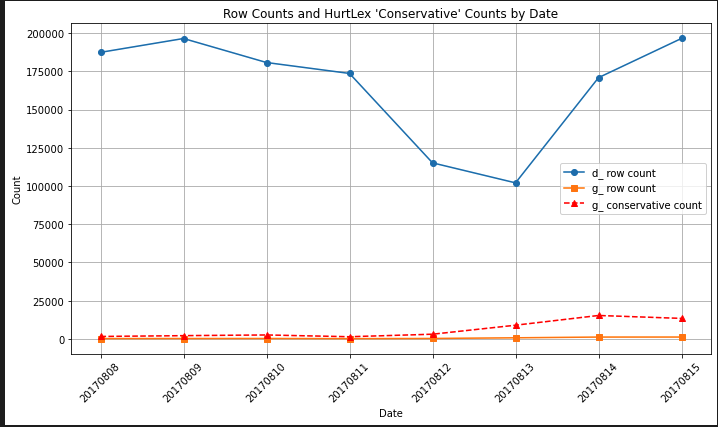 Row Counts and HurtLex 'Conservative' Counts by Date
200000
175000
150000
125000
100000
75000
50000
25000
0
Count
d_ row count
g_ row count
g_ conservative count
20170808
20170809
20170810
20170811
20170812
20170813
20170814
20170815
Date